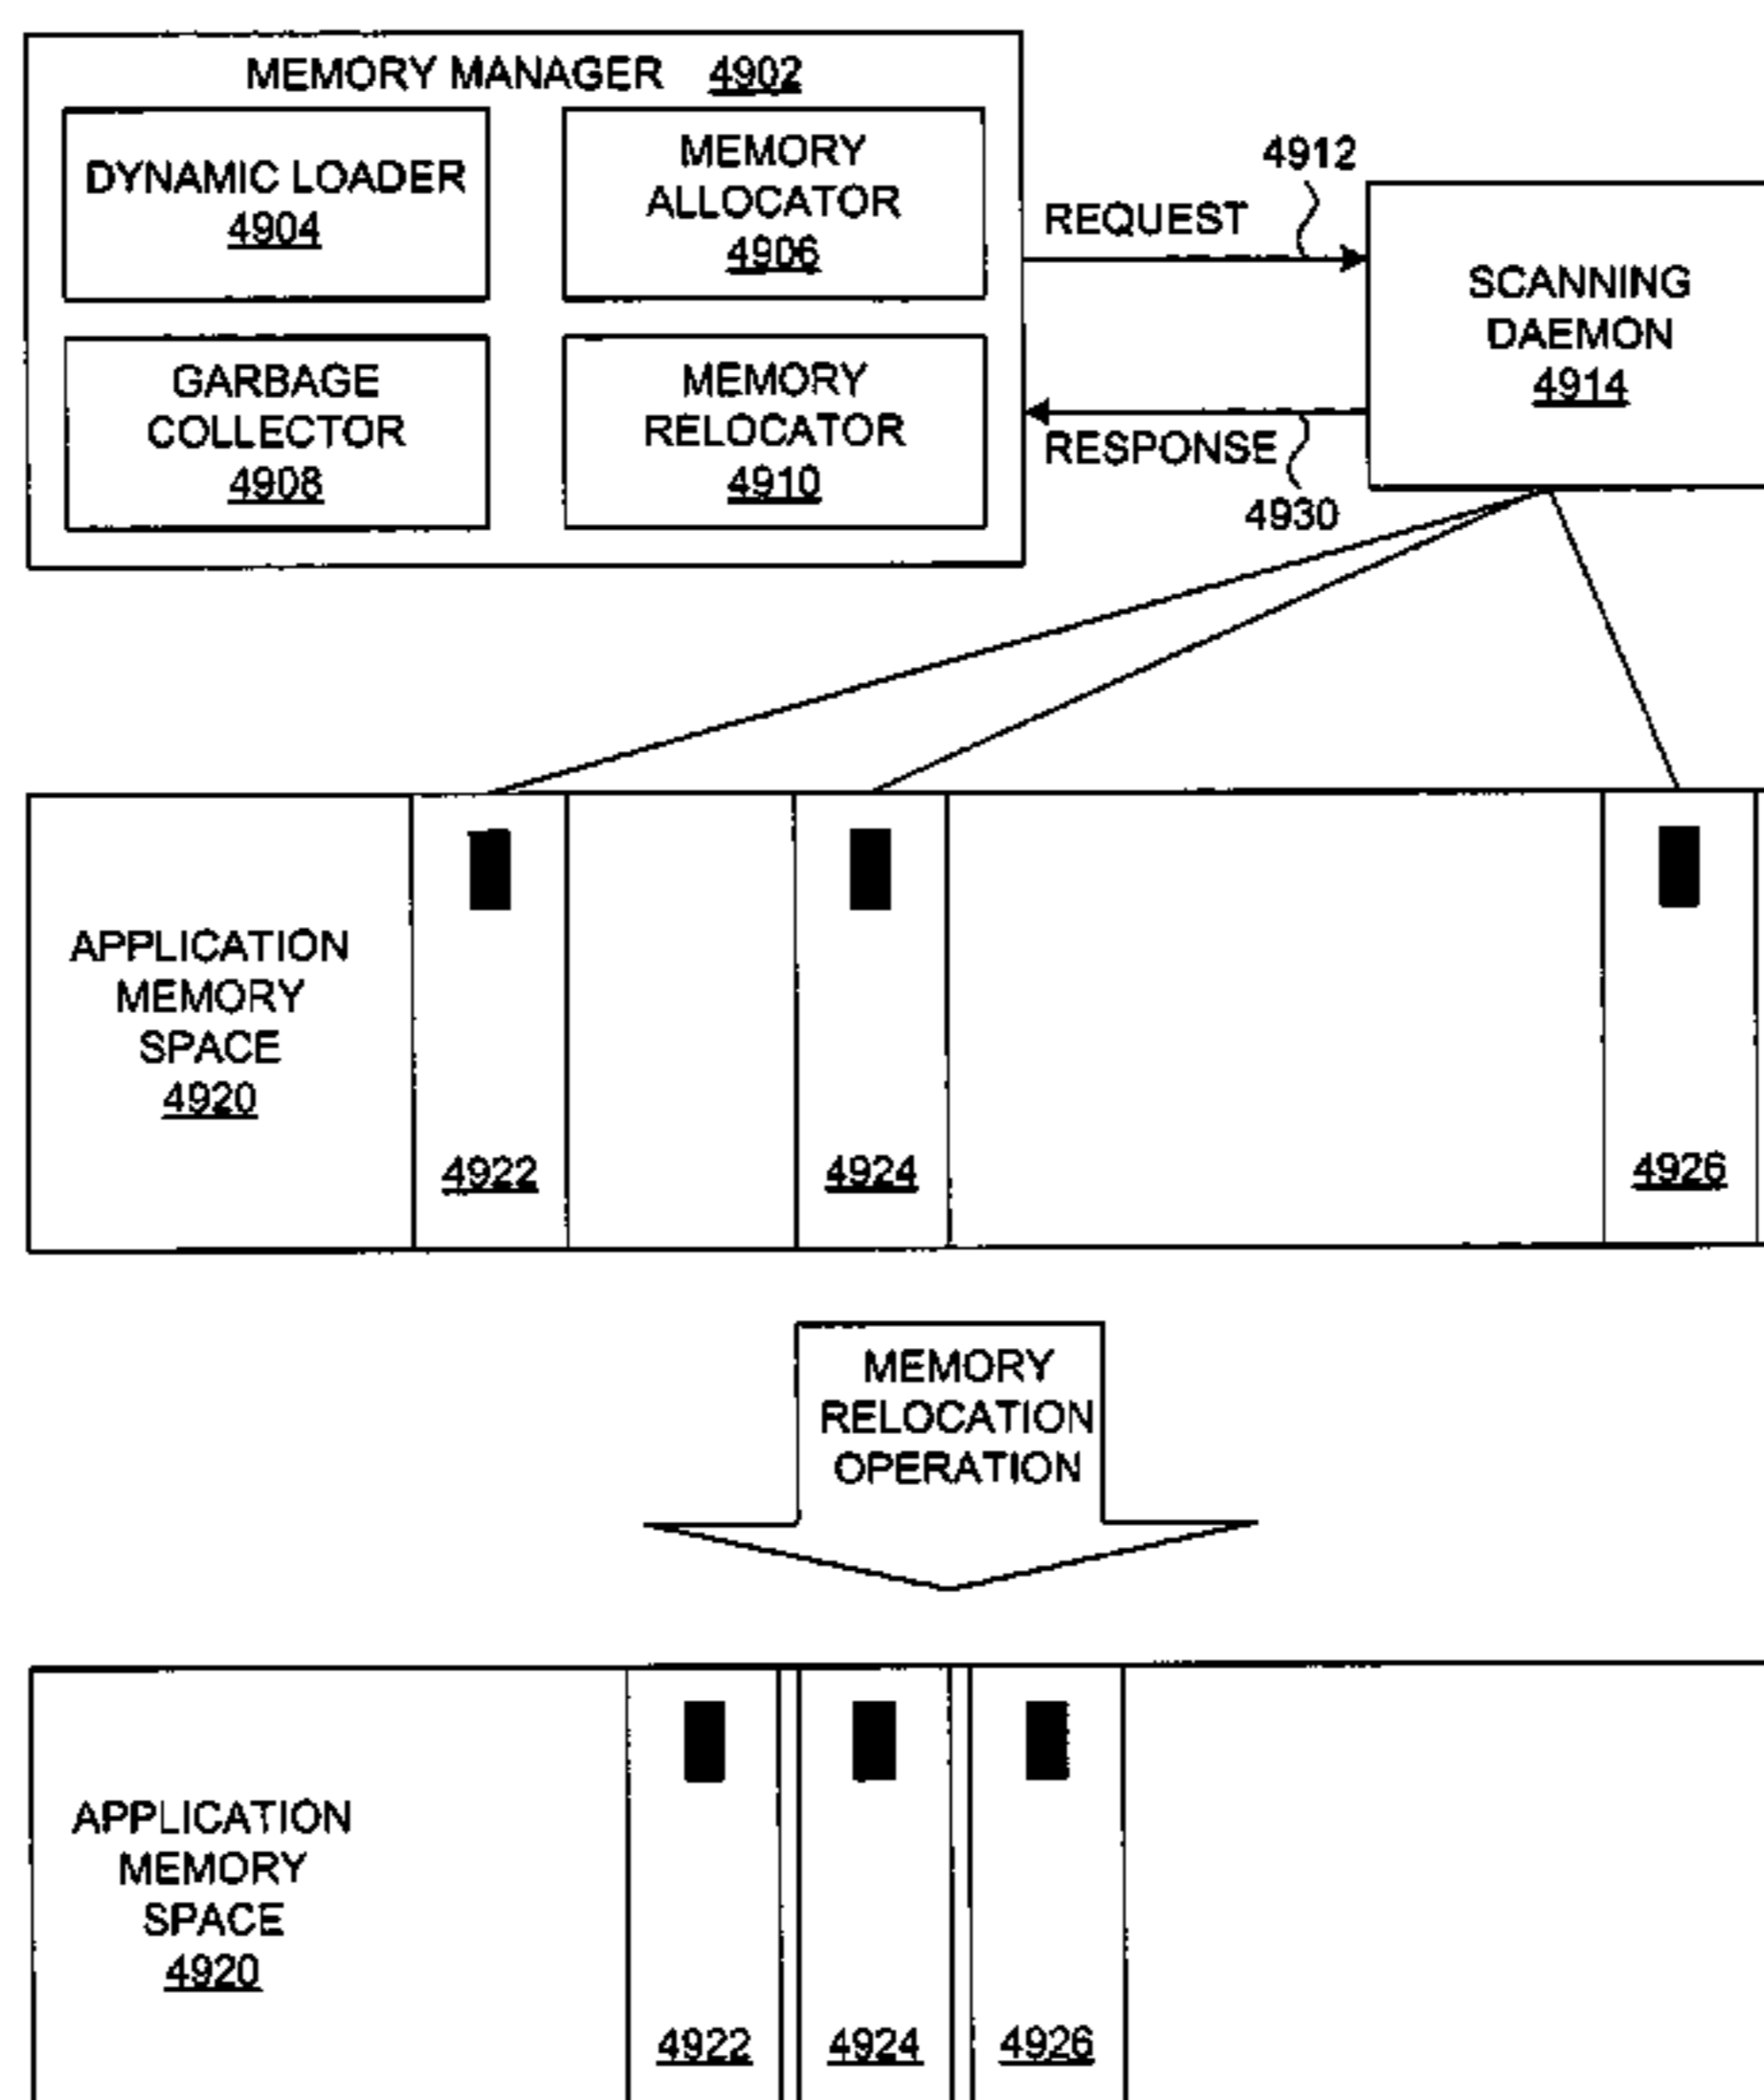 MEMORY MANAGER 4902
DYNAMIC LOADER
4904
MEMORY
ALLOCATOR
4906
GARBAGE
COLLECTOR
4908
MEMORY
RELOCATOR
4910
4912
REQUEST
RESPONSE
4930
SCANNING
DAEMON
4914
APPLICATION
MEMORY
SPACE
4920
4922
4924
4926
MEMORY
RELOCATION
OPERATION
APPLICATION
MEMORY
SPACE
4920
4922
4924
4926